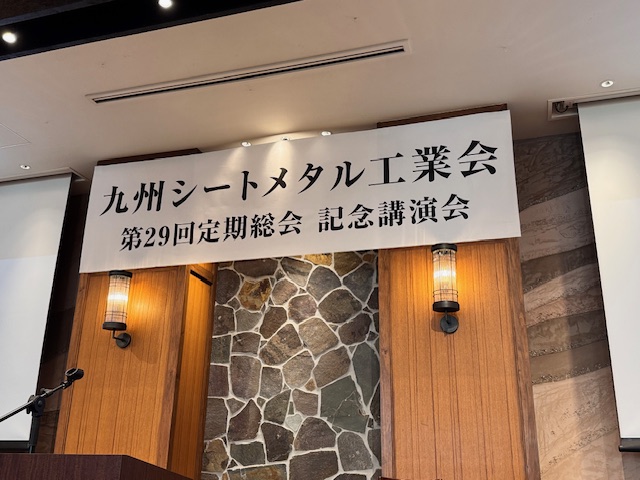 九州シートメタル工業会
第29回定期総会 記念講演会